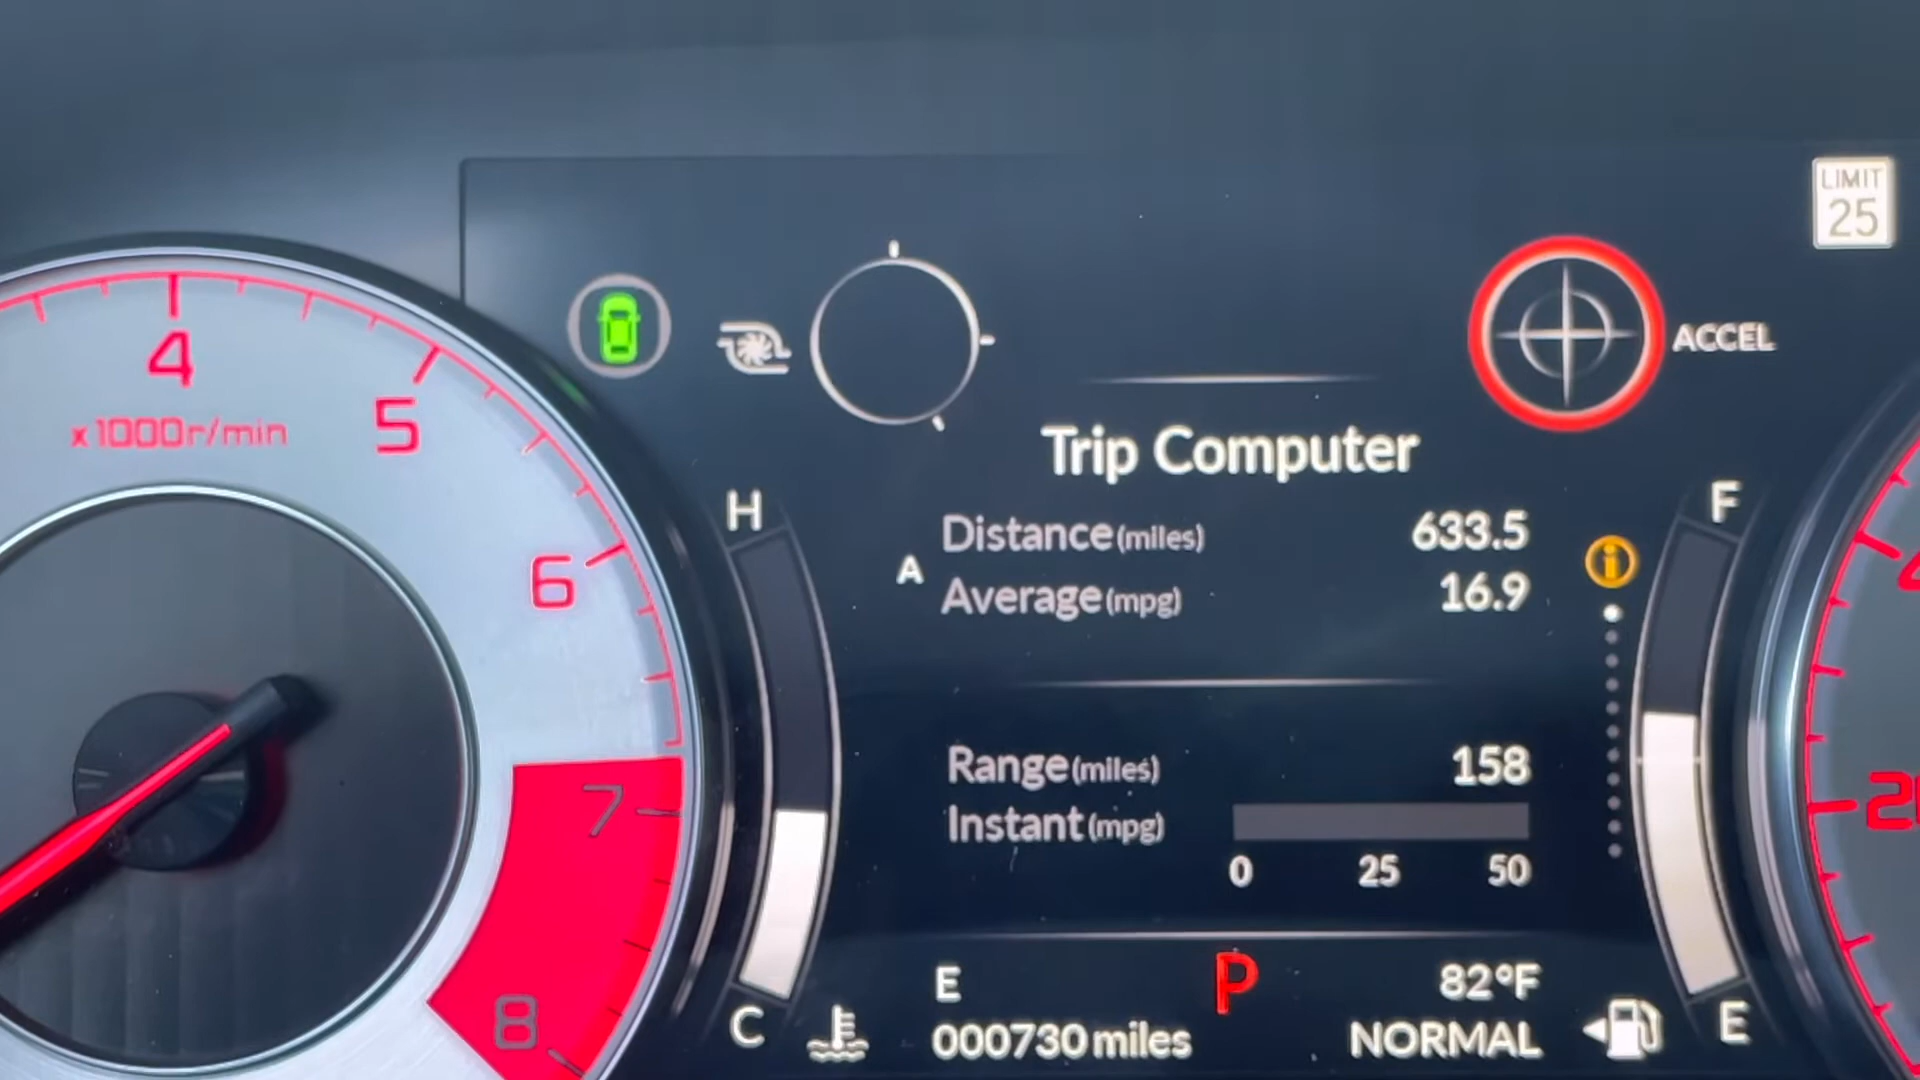 LIMIT
25
4
x1000r/min
5
6
7
8
ACCEL
Trip Computer
H
F
Distance(miles) 633.5
A
Average(mpg) 16.9
Range(miles) 158
Instant(mpg)
0 25 50
C
E
E P 82°F
000730 miles NORMAL